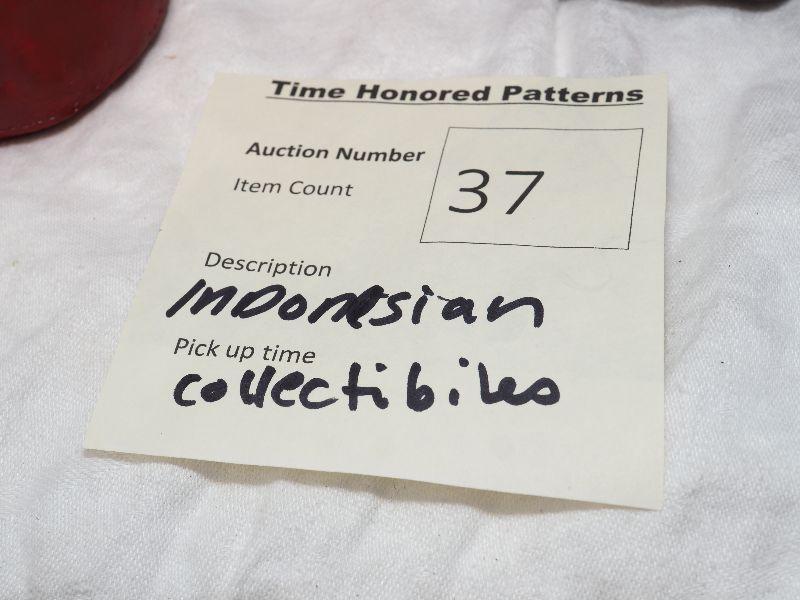 Time Honored Patterns
Auction Number
37
Item Count
Description
Indonesian
Pick up time
collectibiles